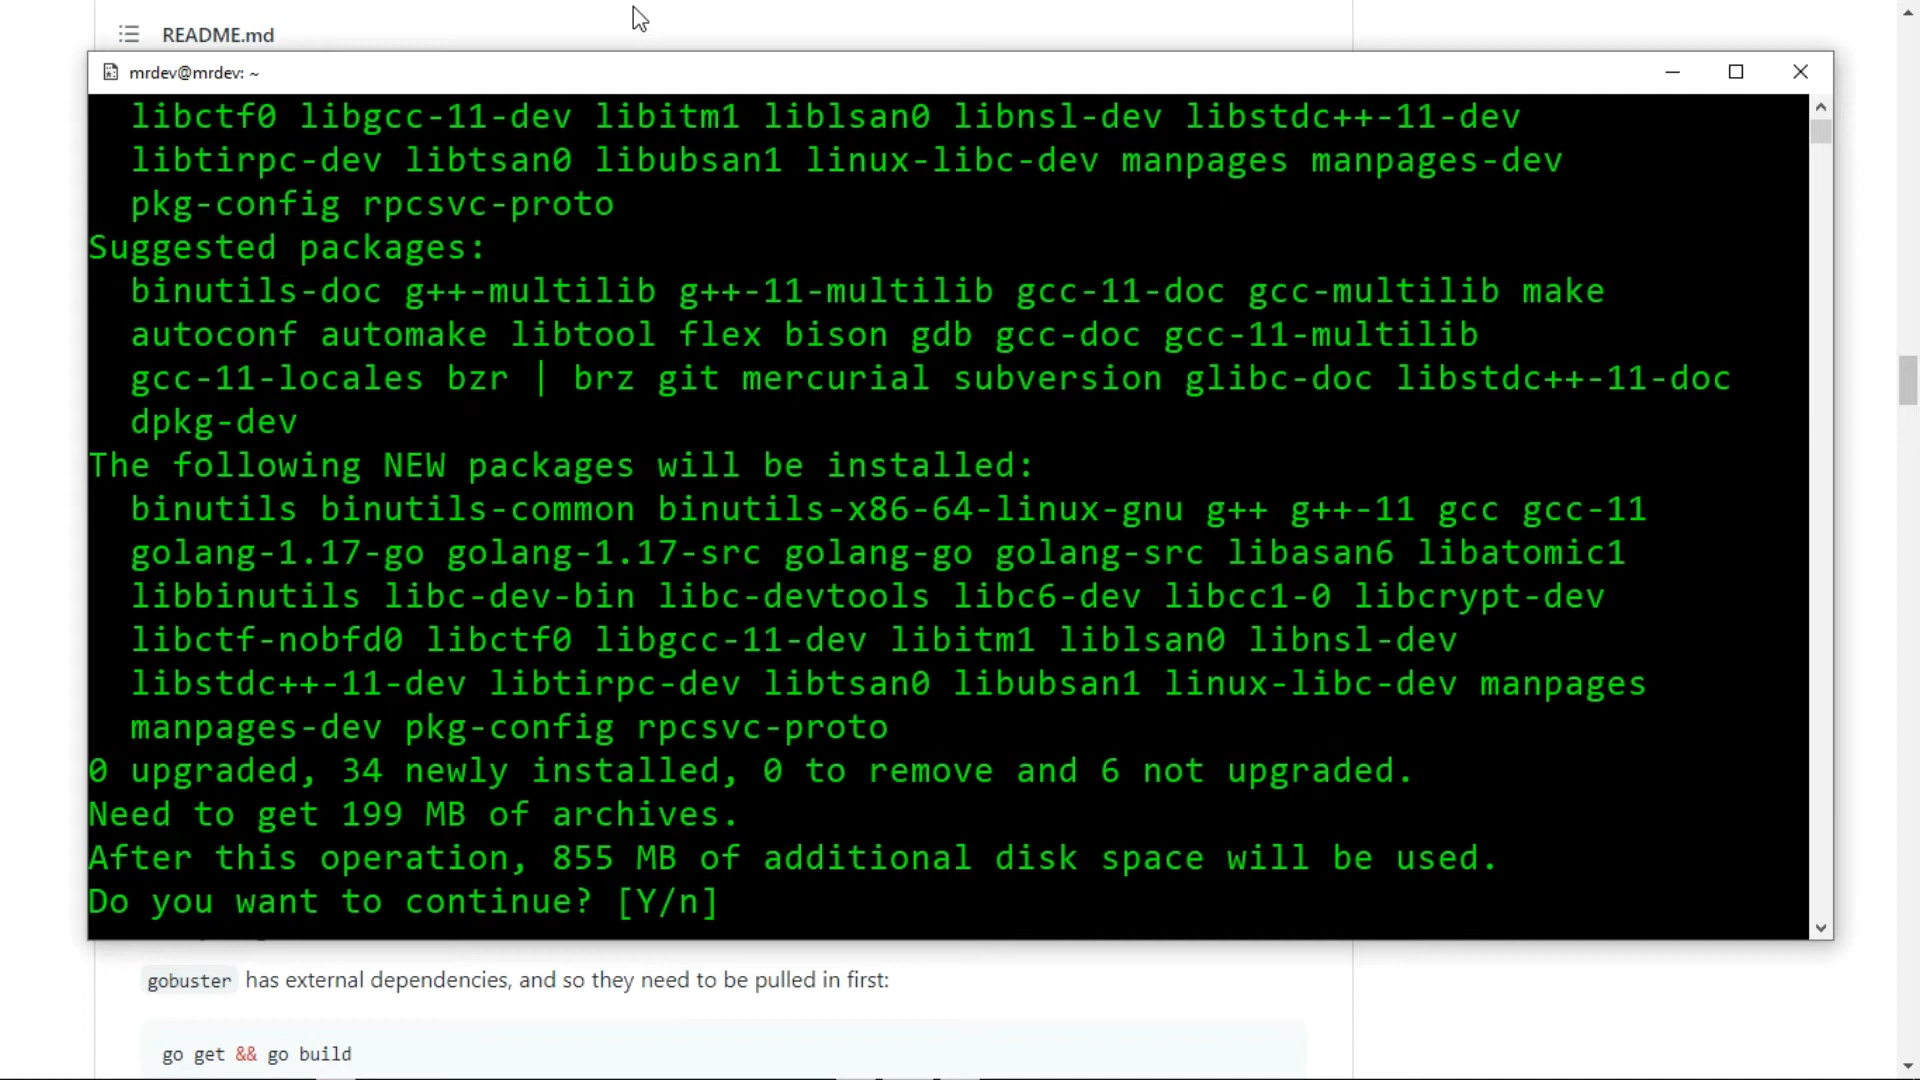 README.md
mrdev@mrdev: ~
libctf0 libgcc-11-dev libitm1 liblsan0 libnsl-dev libstdc++-11-dev
libtirpc-dev libtsan0 libubsan1 linux-libc-dev manpages manpages-dev
pkg-config rpcsvc-proto
Suggested packages:
binutils-doc g++-multilib g++-11-multilib gcc-11-doc gcc-multilib make
autoconf automake libtool flex bison gdb gcc-doc gcc-11-multilib
gcc-11-locales bzr | brz git mercurial subversion glibc-doc libstdc++-11-doc
dpkg-dev
The following NEW packages will be installed:
binutils binutils-common binutils-x86-64-linux-gnu g++ g++-11 gcc gcc-11
golang-1.17-go golang-1.17-src golang-go golang-src libasan6 libatomic1
libbinutils libc-dev-bin libc-devtools libc6-dev libcc1-0 libcrypt-dev
libctf-nobfd0 libctf0 libgcc-11-dev libitm1 liblsan0 libnsl-dev
libstdc++-11-dev libtirpc-dev libtsan0 libubsan1 linux-libc-dev manpages
manpages-dev pkg-config rpcsvc-proto
0 upgraded, 34 newly installed, 0 to remove and 6 not upgraded.
Need to get 199 MB of archives.
After this operation, 855 MB of additional disk space will be used.
Do you want to continue? [Y/n]
gobuster has external dependencies, and so they need to be pulled in first:
go get && go build